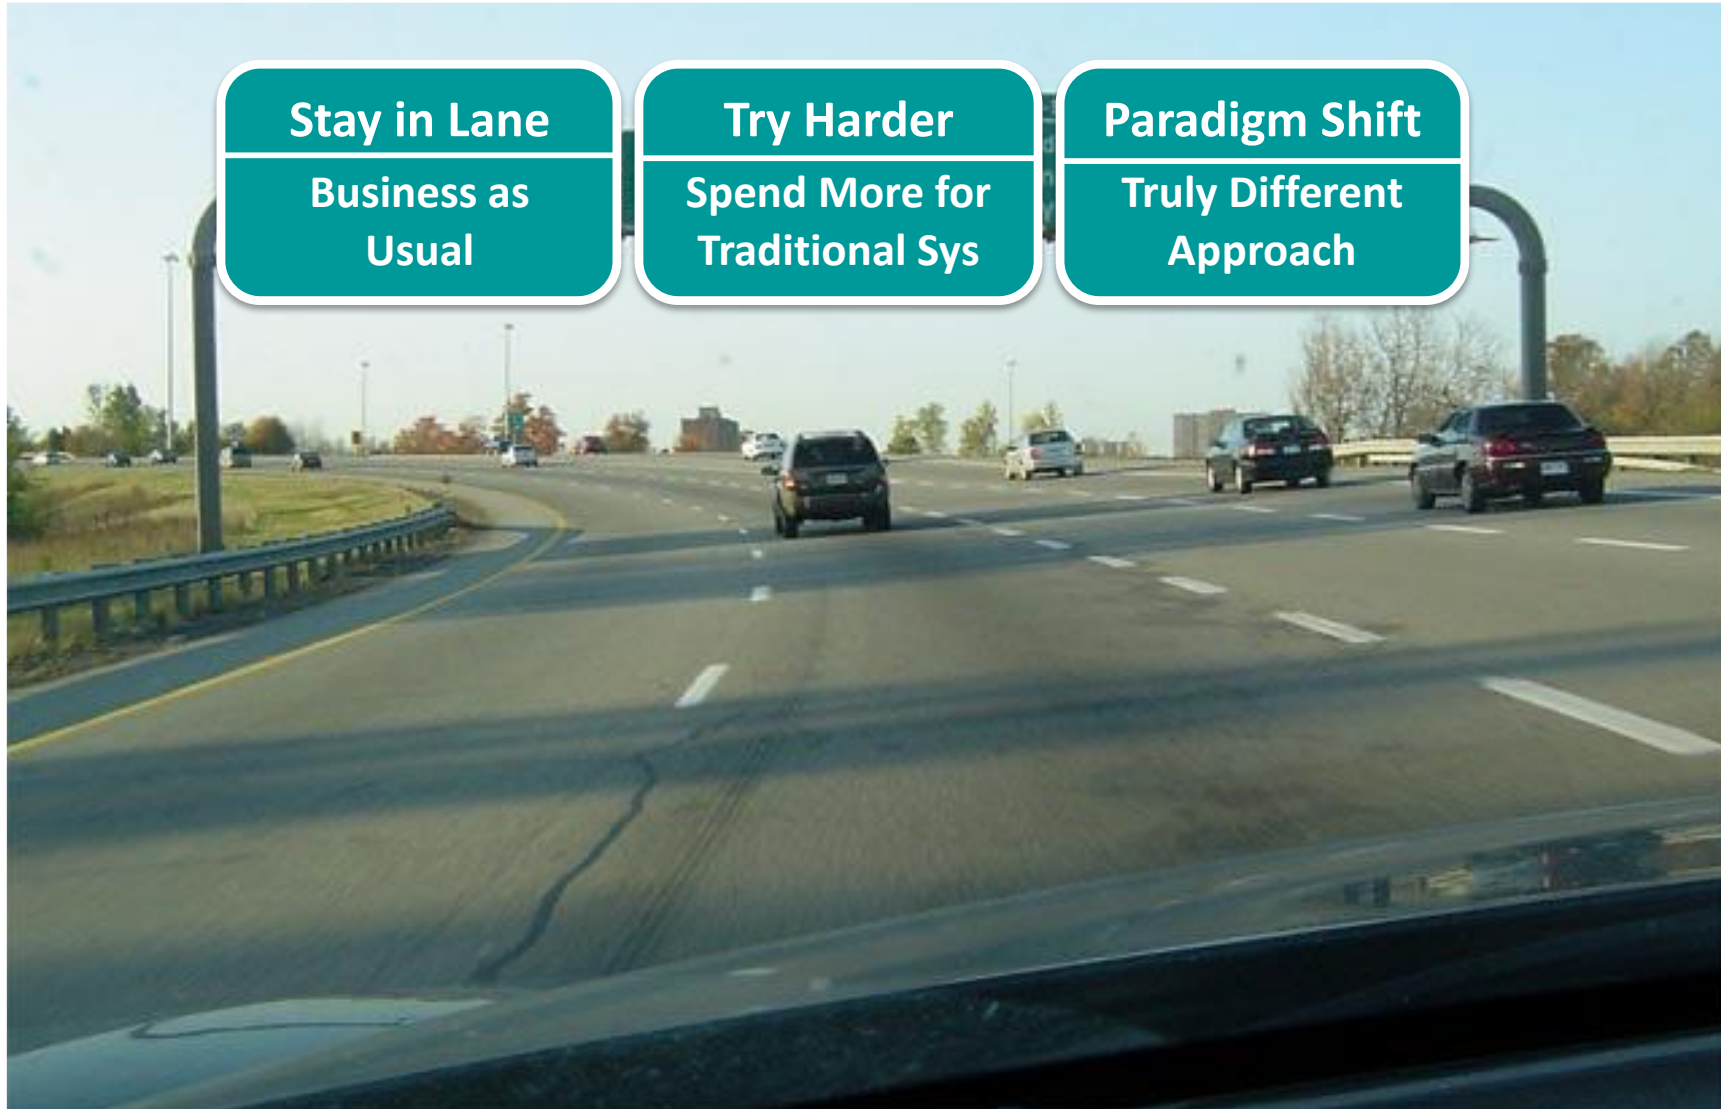 Stay in Lane
Business as
Usual
Try Harder
Spend More for
Traditional Sys
Paradigm Shift
Truly Different
Approach